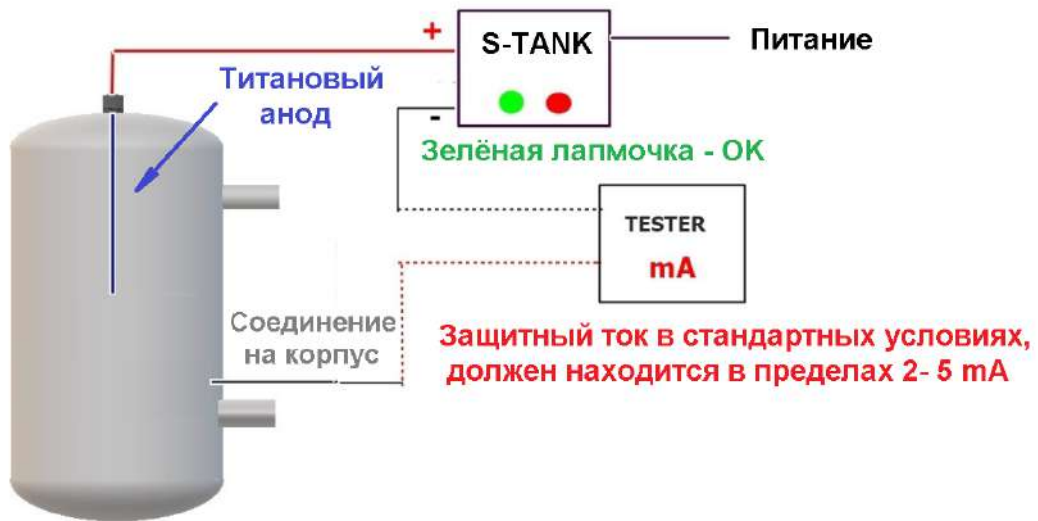 +
S-TANK
Питание
Титановый
анод
-
Зелёная лапмочка - OK
TESTER
mA
Соединение
на корпус
Защитный ток в стандартных условиях,
должен находится в пределах 2- 5 mA